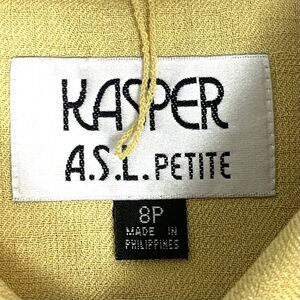 KASPER
A.S.L. PETITE
8P
MADE IN
PHILIPPINES